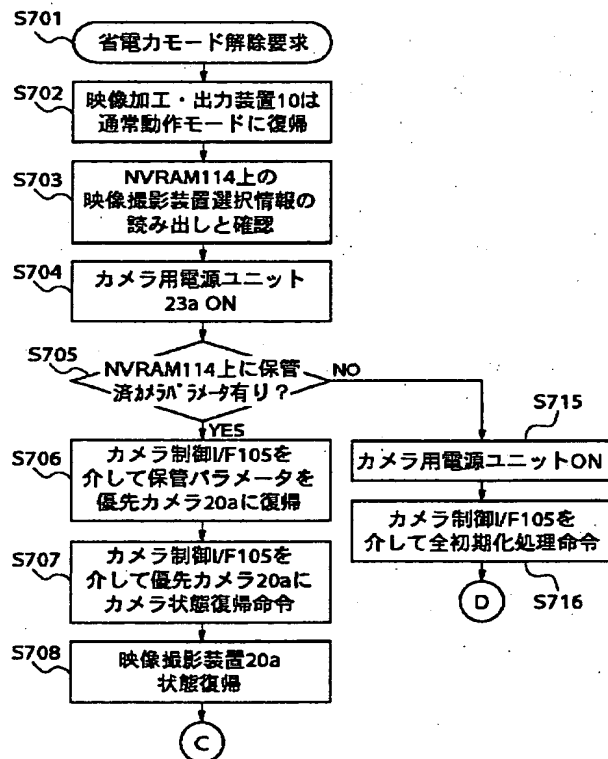 S701
省電力モード解除要求
S702
映像加工・出力装置10は
通常動作モードに復帰
S703
NVRAM114上の
映像撮影装置選択情報の
読み出しと確認
S704
カメラ用電源ユニット
23a ON
S705
NVRAM114上に保管
済カメラパラメータ有り?
NO
YES
S706
カメラ制御I/F105を
介して保管パラメータを
優先カメラ20aに復帰
S707
カメラ制御I/F105を
介して優先カメラ20aに
カメラ状態復帰命令
S708
映像撮影装置20a
状態復帰
C
S715
カメラ用電源ユニットON
カメラ制御I/F105を
介して全初期化処理命令
S716
D